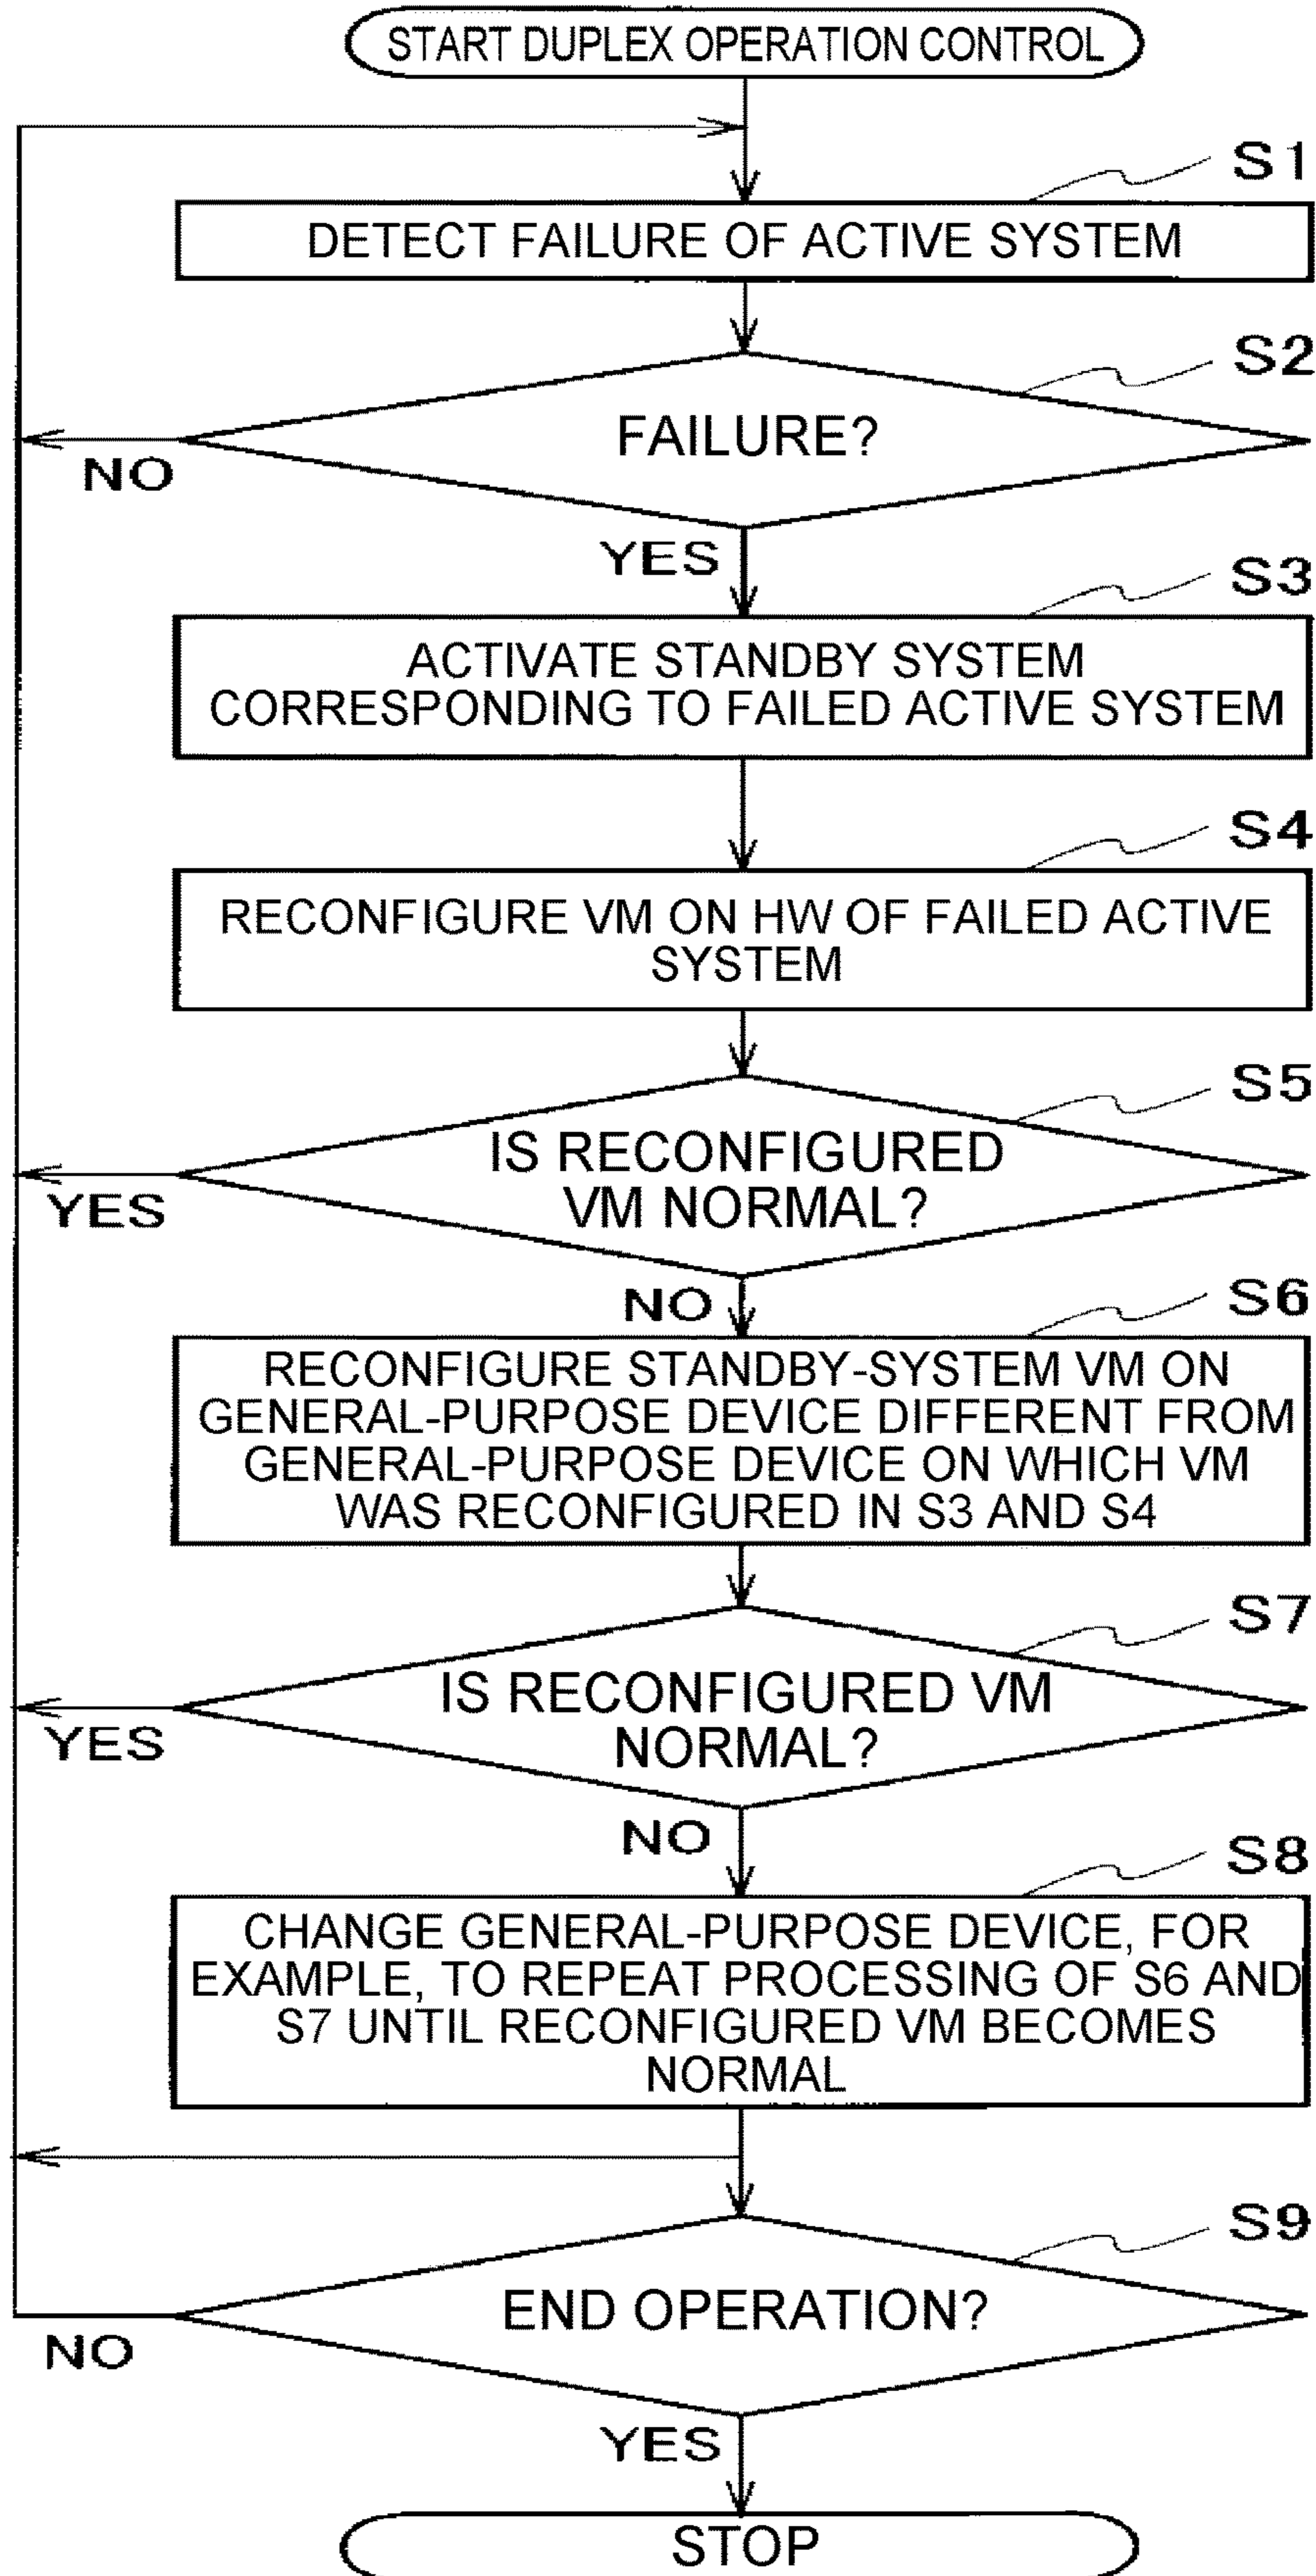 START DUPLEX OPERATION CONTROL
S1
DETECT FAILURE OF ACTIVE SYSTEM
S2
FAILURE?
NO
YES
S3
ACTIVATE STANDBY SYSTEM
CORRESPONDING TO FAILED ACTIVE SYSTEM
S4
RECONFIGURE VM ON HW OF FAILED ACTIVE
SYSTEM
S5
IS RECONFIGURED
VM NORMAL?
YES
NO
S6
RECONFIGURE STANDBY-SYSTEM VM ON
GENERAL-PURPOSE DEVICE DIFFERENT FROM
GENERAL-PURPOSE DEVICE ON WHICH VM
WAS RECONFIGURED IN S3 AND S4
S7
IS RECONFIGURED VM
NORMAL?
YES
NO
S8
CHANGE GENERAL-PURPOSE DEVICE, FOR
EXAMPLE, TO REPEAT PROCESSING OF S6 AND
S7 UNTIL RECONFIGURED VM BECOMES
NORMAL
S9
END OPERATION?
NO
YES
STOP